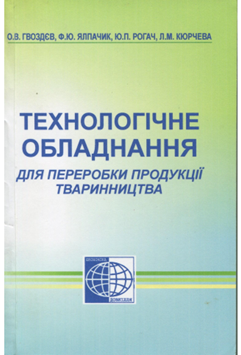 О.В. ГВОЗДЄВ, Ф.Ю. ЯЛПАЧИК, Ю.П. РОГАЧ, Л.М. КЮРЧЕВА
ТЕХНОЛОГІЧНЕ
ОБЛАДНАННЯ
ДЛЯ ПЕРЕРОБКИ ПРОДУКЦІЇ
ТВАРИННИЦТВА